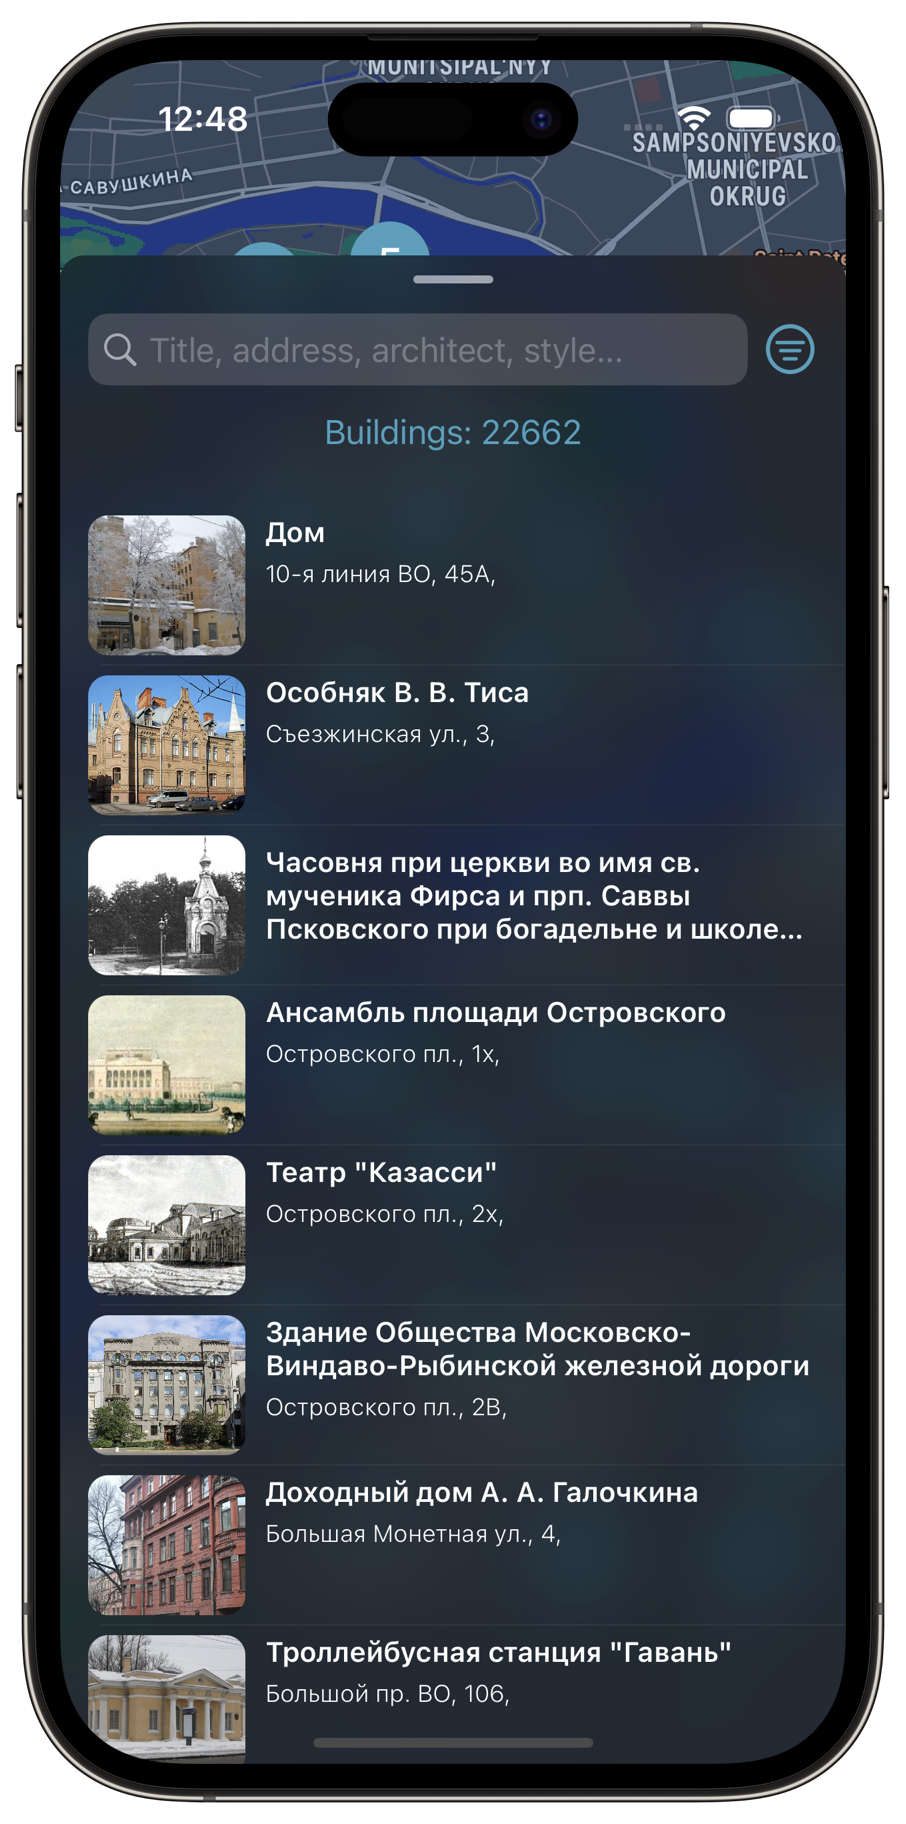 MUNITSIPAL'NYY
12:48
SAMPSONIYEVSKO
MUNICIPAL
OKRUG
САВУШКИНА
5
Title, address, architect, style...
Buildings: 22662
Дом
10-я линия ВО, 45А,
Особняк В. В. Тиса
Съезжинская ул., 3,
Часовня при церкви во имя св.
мученика Фирса и прп. Саввы
Псковского при богадельне и школе...
Ансамбль площади Островского
Островского пл., 1x,
Театр "Казасси"
Островского пл., 2x,
Здание Общества Московско-
Виндаво-Рыбинской железной дороги
Островского пл., 2В,
Доходный дом А. А. Галочкина
Большая Монетная ул., 4,
Троллейбусная станция "Гавань"
Большой пр. ВО, 106,